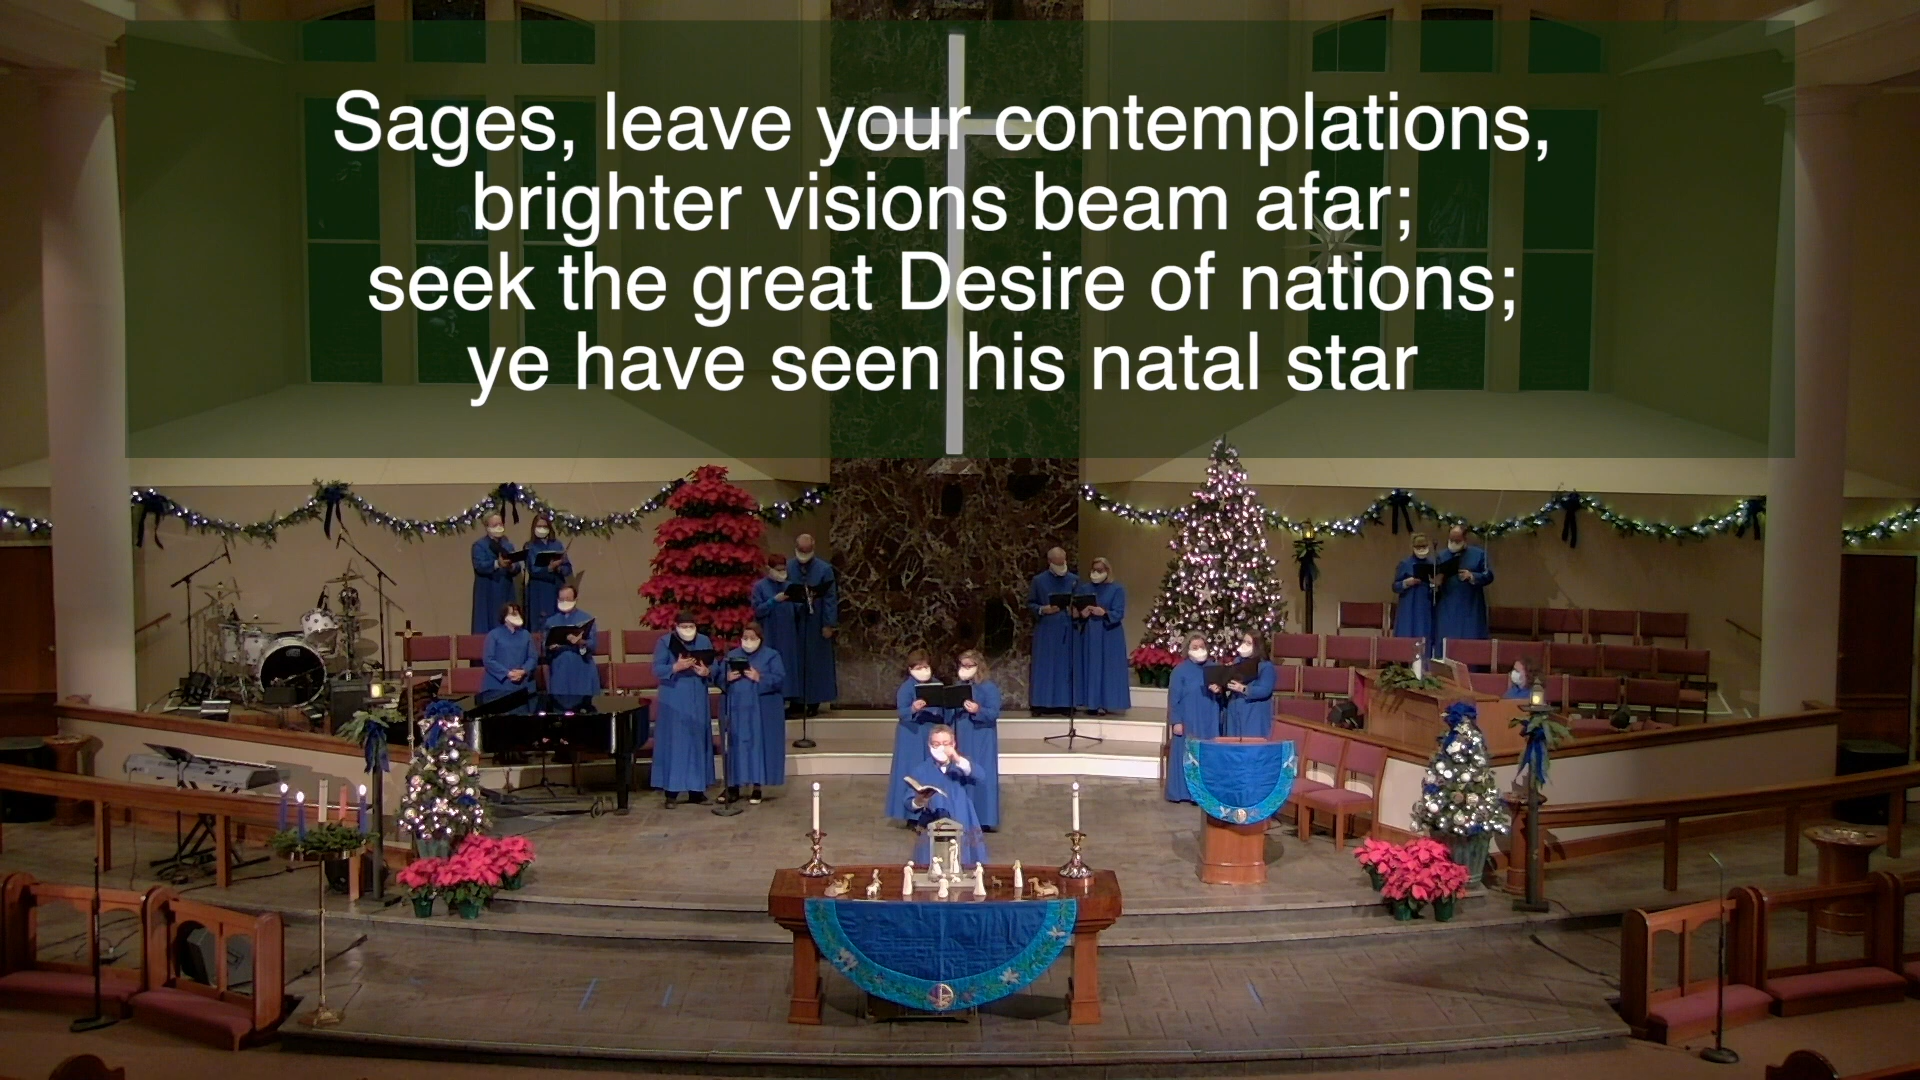 Sages, leave your contemplations,
brighter visions beam afar;
seek the great Desire of nations;
ye have seen his natal star